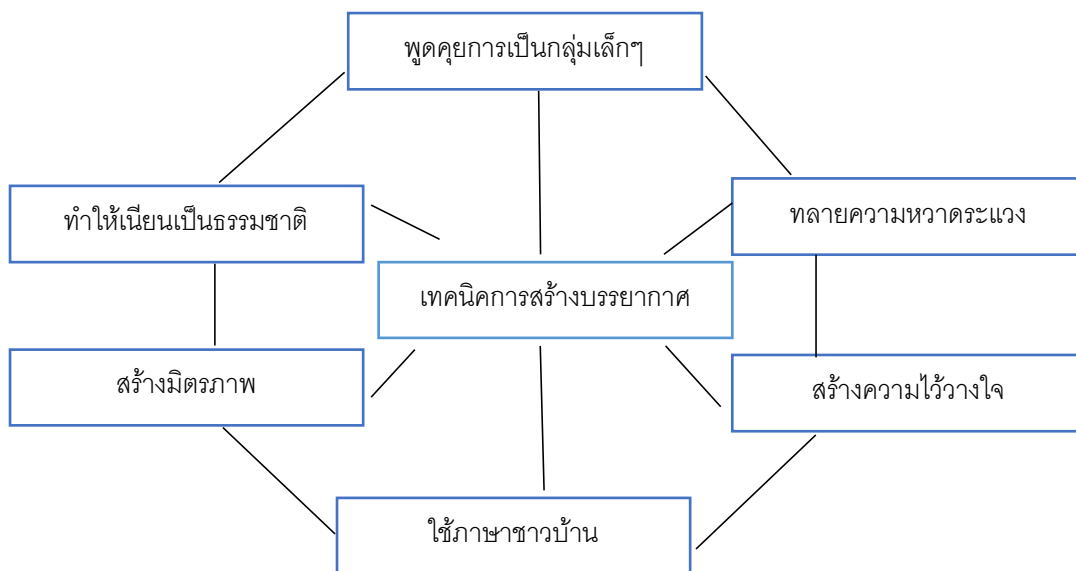 พูดคุยการเป็นกลุ่มเล็กๆ
ทำให้เนียนเป็นธรรมชาติ
ทลายความหวาดระแวง
เทคนิคการสร้างบรรยากาศ
สร้างมิตรภาพ
สร้างความไว้วางใจ
ใช้ภาษาชาวบ้าน